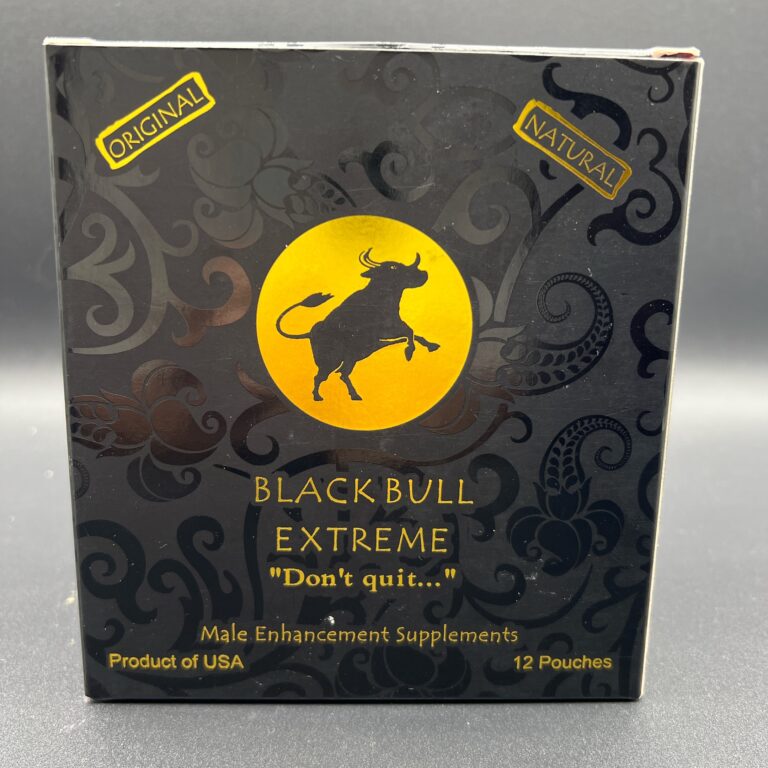 ORIGINAL
NATURAL
BLACK BULL
EXTREME
"Don't quit..."
Male Enhancement Supplements
Product of USA
12 Pouches